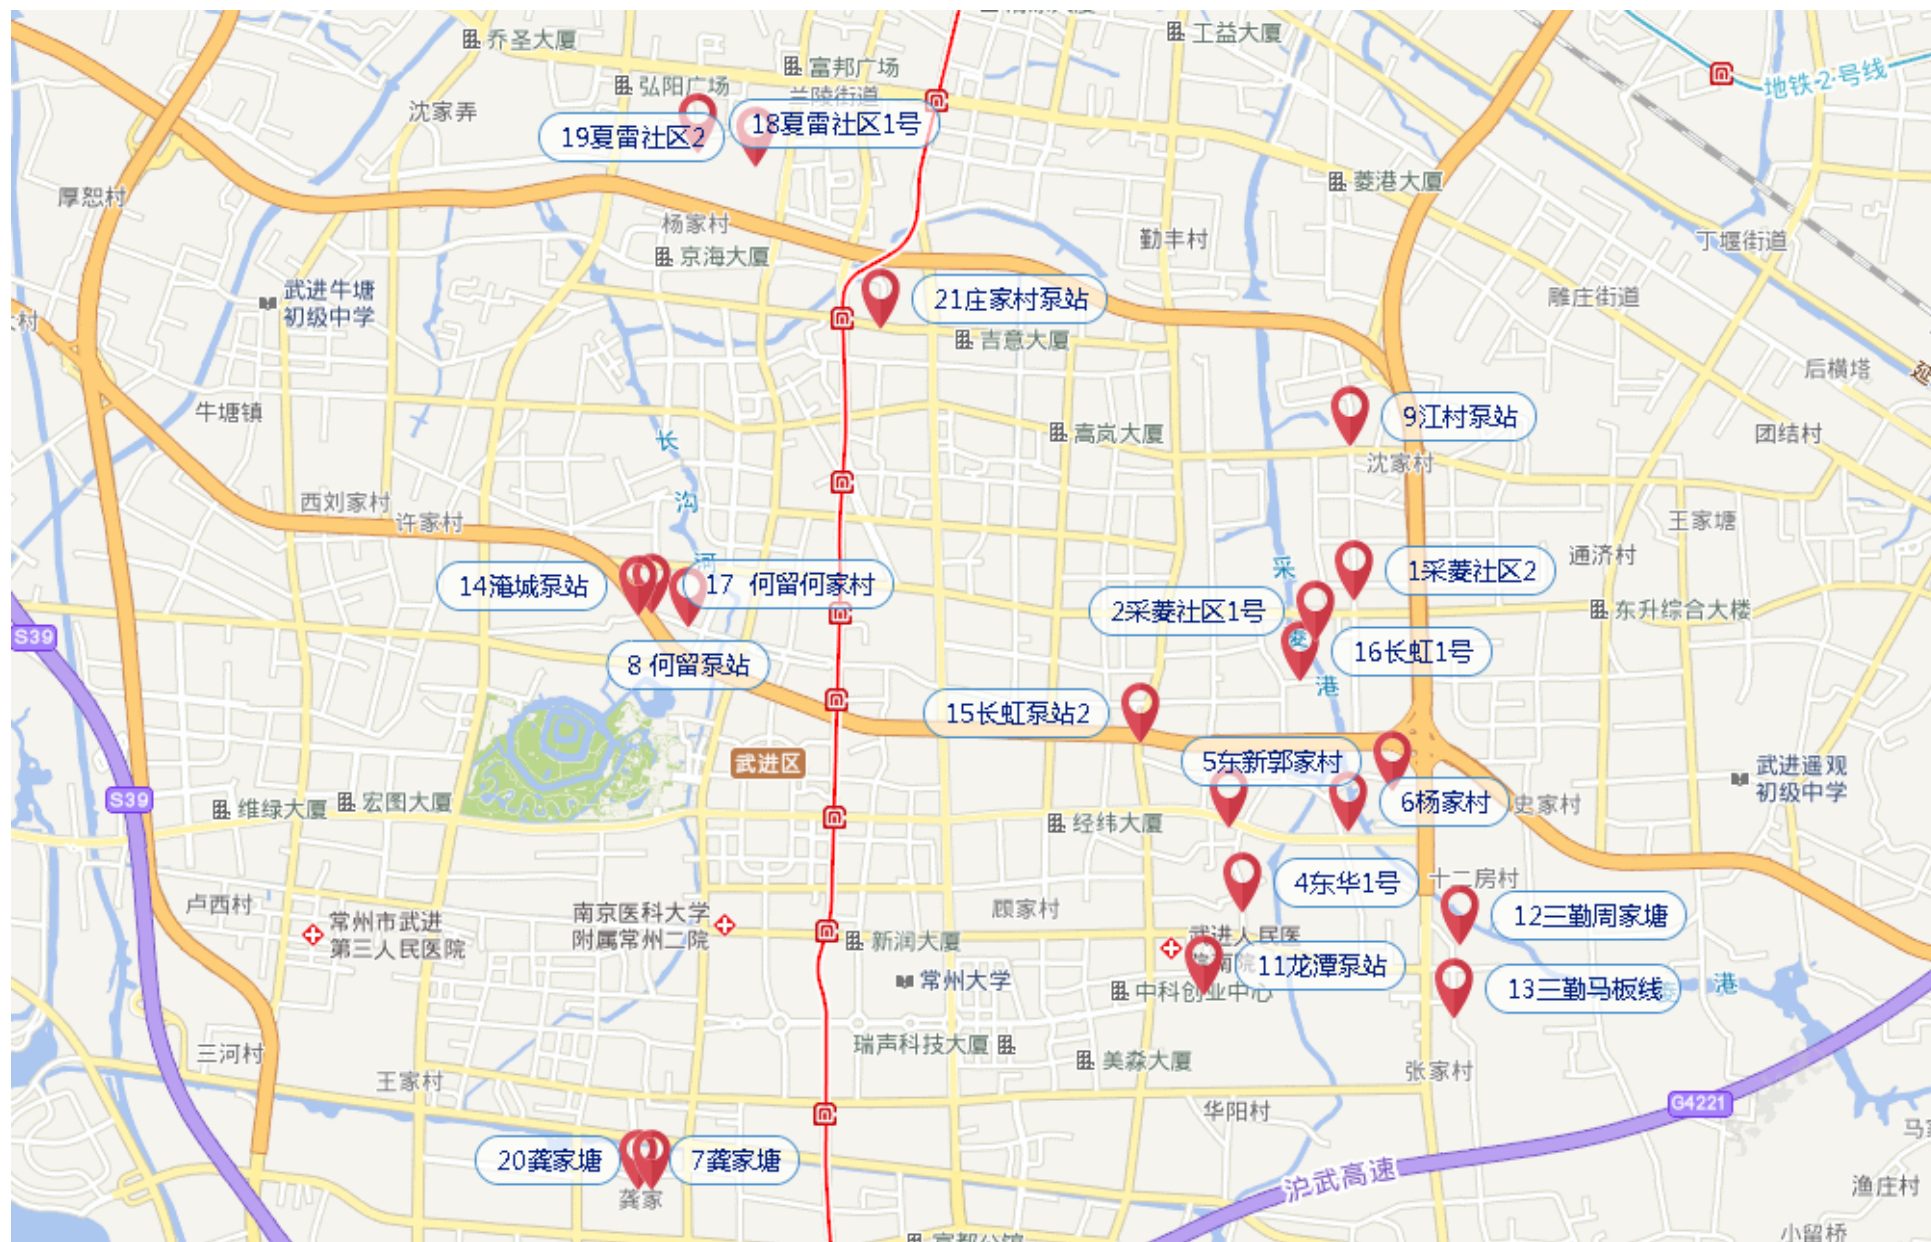 乔圣大厦
工益大厦
富邦广场
弘阳广场
兰陵街道
地铁2号线
沈家弄
19夏雷社区2
18夏雷社区1号
菱港大厦
厚恕村
杨家村
勤丰村
丁堰街道
京海大厦
武进牛塘
初级中学
21庄家村泵站
雕庄街道
吉意大厦
后横塔
延
牛塘镇
9江村泵站
嵩岚大厦
团结村
长
沈家村
西刘家村
沟
许家村
王家塘
河
通济村
采
14淹城泵站
17 何留何家村
1采菱社区2
2采菱社区1号
东升综合大楼
S39
菱
16长虹1号
8 何留泵站
港
15长虹泵站2
武进区
5东新郭家村
武进遥观
初级中学
S39
维绿大厦
宏图大厦
6杨家村
史家村
经纬大厦
4东华1号
十二房村
卢西村
常州市武进
第三人民医院
南京医科大学
附属常州二院
顾家村
12三勤周家塘
新润大厦
武进人民医
院南院
11龙潭泵站
常州大学
中科创业中心
13三勤马板线
菱
港
三河村
瑞声科技大厦
美淼大厦
王家村
张家村
华阳村
G4221
20龚家塘
7龚家塘
龚家
沪武高速
渔庄村
小留桥